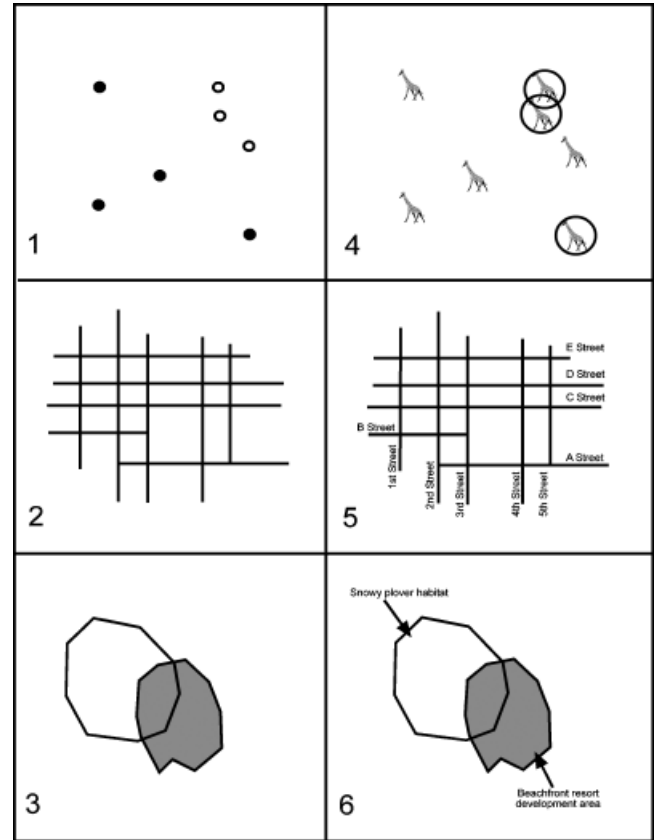 1
4
2
E Street
D Street
C Street
B Street
A Street
1st Street
2nd Street
3rd Street
4th Street
5th Street
5
3
Snowy plover habitat
Beachfront resort
development area
6